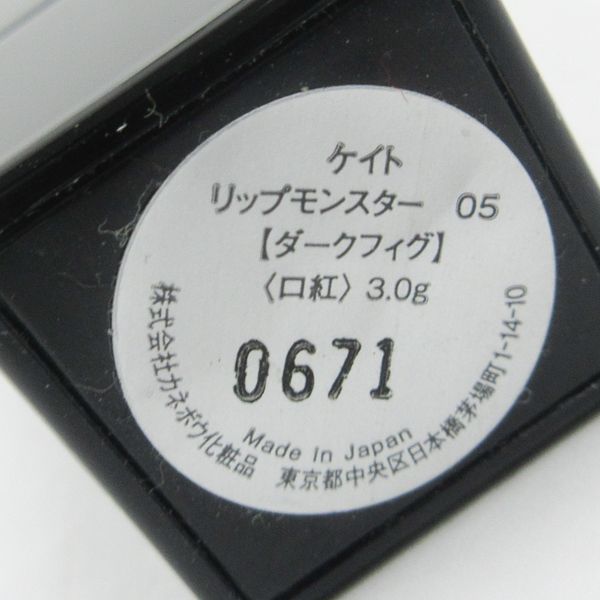 ケイト
リップモンスター 05
【ダークフィグ】
〈口紅〉3.0g
0671
Made in Japan
株式会社カネボウ化粧品 東京都中央区日本橋茅場町1-14-10